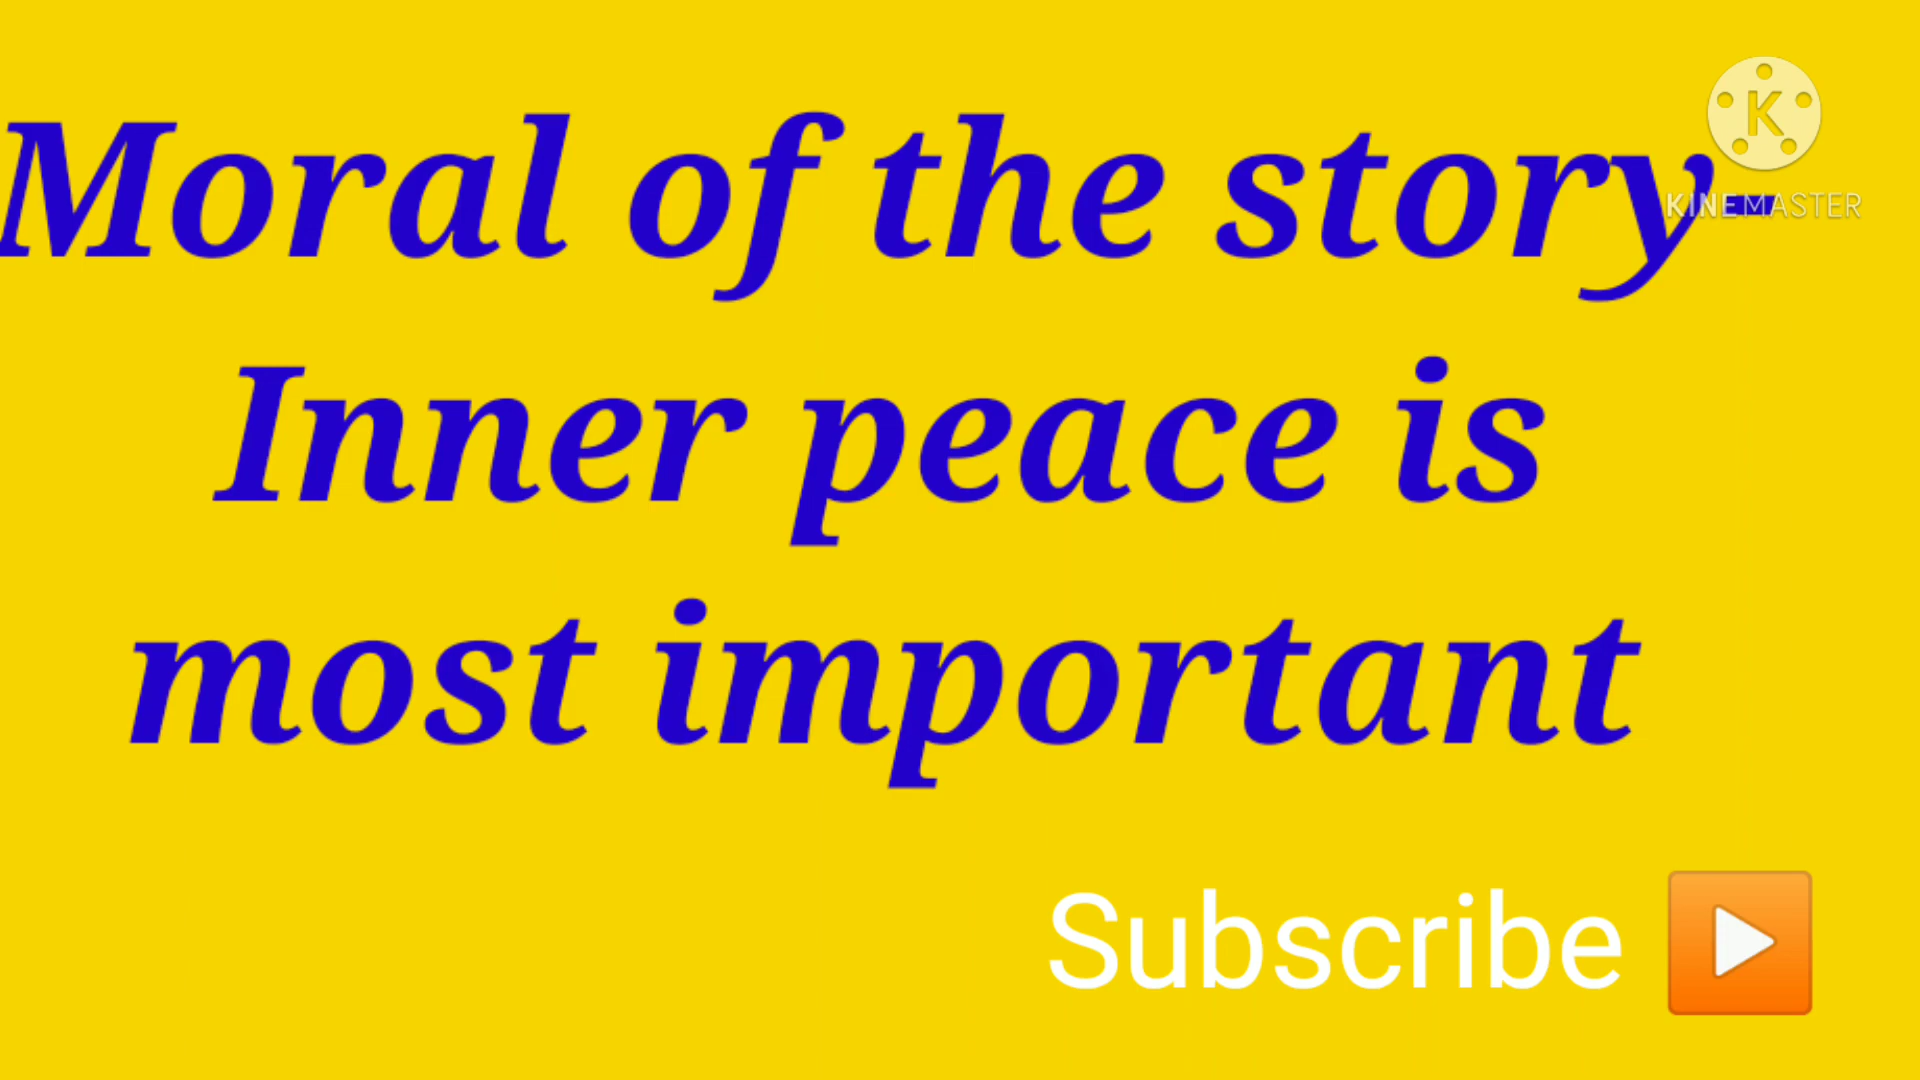 Moral of the story-
K
KINEMASTER
Inner peace is
most important
Subscribe